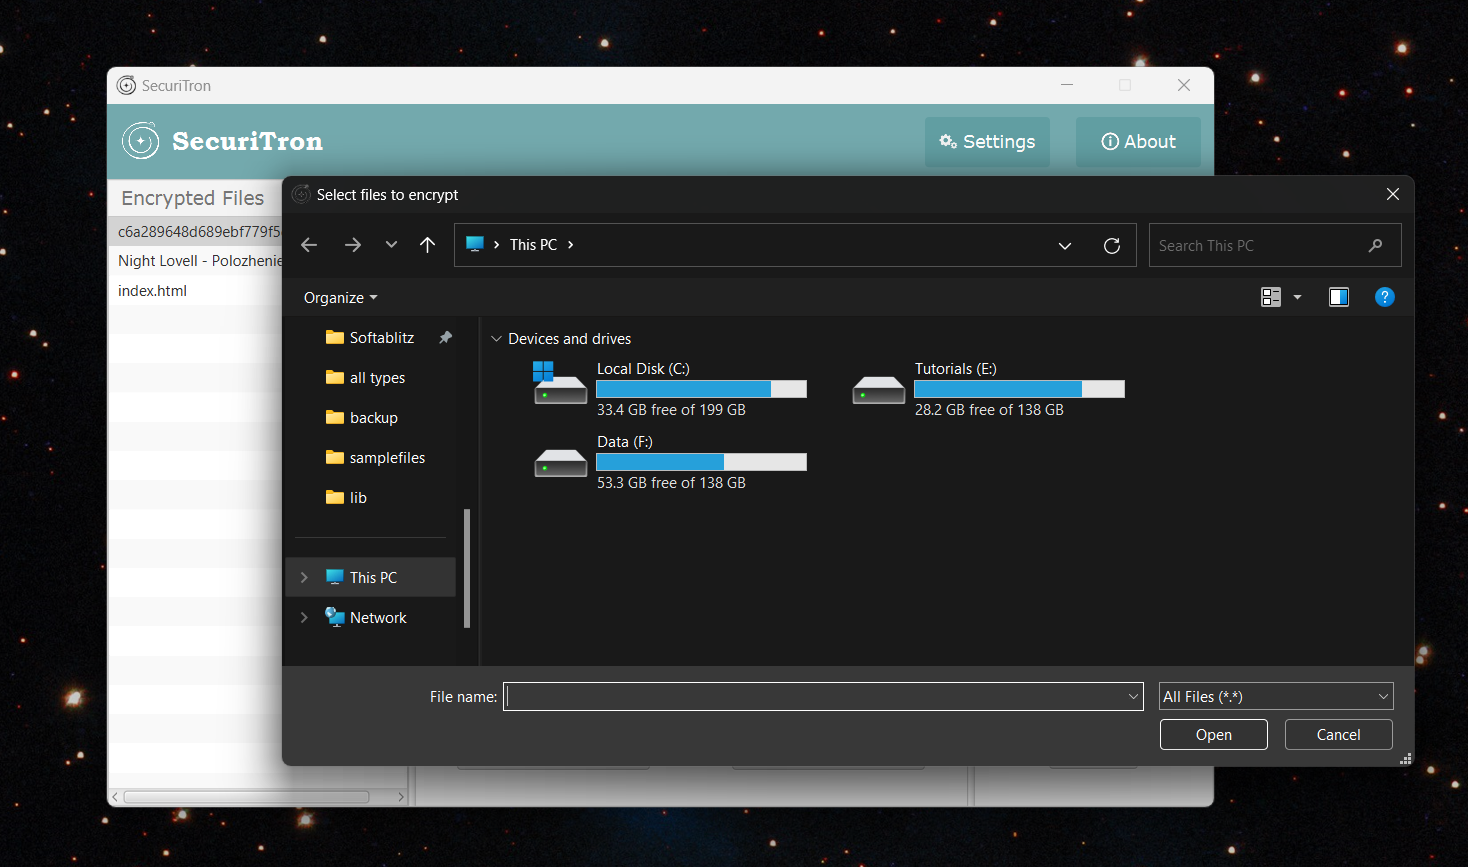 SecuriTron
SecuriTron
Settings
About
Encrypted Files
c6a289648d689ebf779f5
Night Lovell - Polozhenie
index.html
Select files to encrypt
This PC
Search This PC
Organize
Softablitz
all types
backup
samplefiles
lib
This PC
Network
Devices and drives
Local Disk (C:)
33.4 GB free of 199 GB
Tutorials (E:)
28.2 GB free of 138 GB
Data (F:)
53.3 GB free of 138 GB
File name:
All Files (*.*)
Open
Cancel